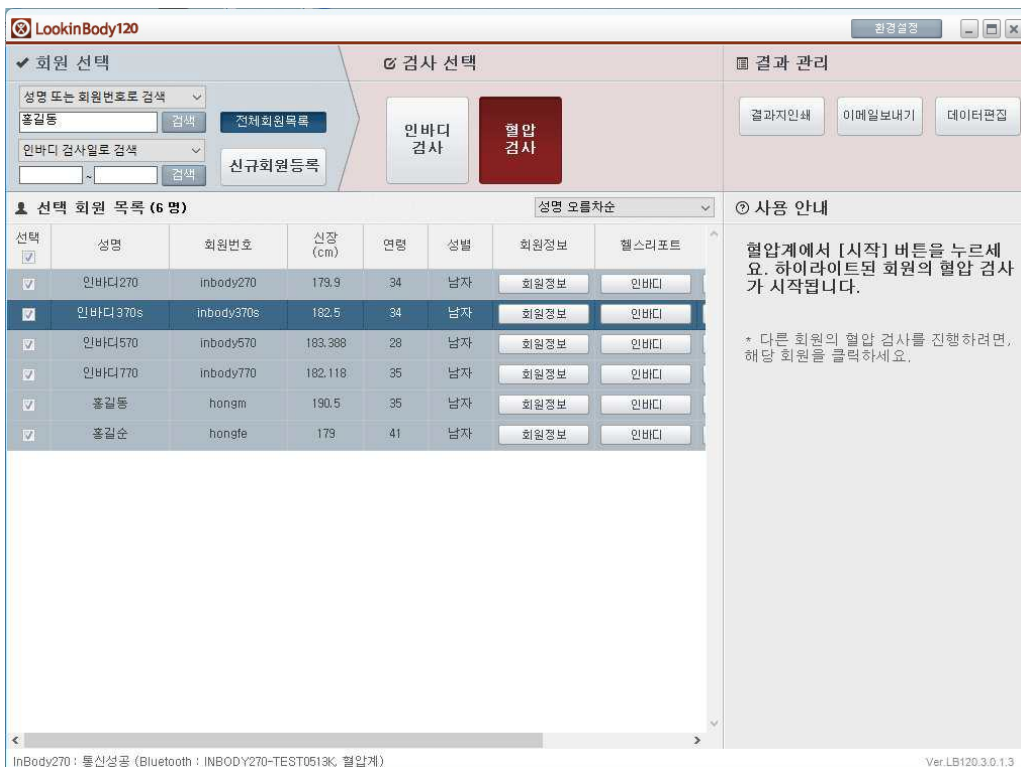 LookinBody120
환경설정
회원 선택
검사 선택
결과 관리
성명 또는 회원번호로 검색
홍길동
검색
전체회원목록
인바디 검사일로 검색
~
검색
신규회원등록
인바디
검사
혈압
검사
결과지인쇄
이메일보내기
데이터편집
선택 회원 목록 (6 명)
성명 오름차순
사용 안내
선택 성명 회원번호 신장 (cm) 연령 성별 회원정보 헬스리포트
인바디270 inbody270 179.9 34 남자 회원정보 인바디
인바디370s inbody370s 182.5 34 남자 회원정보 인바디
인바디570 inbody570 183.388 28 남자 회원정보 인바디
인바디770 inbody770 182.118 35 남자 회원정보 인바디
홍길동 hongm 190.5 35 남자 회원정보 인바디
홍길순 hongfe 179 41 남자 회원정보 인바디
혈압계에서 [시작] 버튼을 누르세
요. 하이라이트된 회원의 혈압 검사
가 시작됩니다.
* 다른 회원의 혈압 검사를 진행하려면,
해당 회원을 클릭하세요.
InBody270 : 통신성공 (Bluetooth : INBODY270-TEST0513K, 혈압계)
Ver.LB120.3.0.1.3